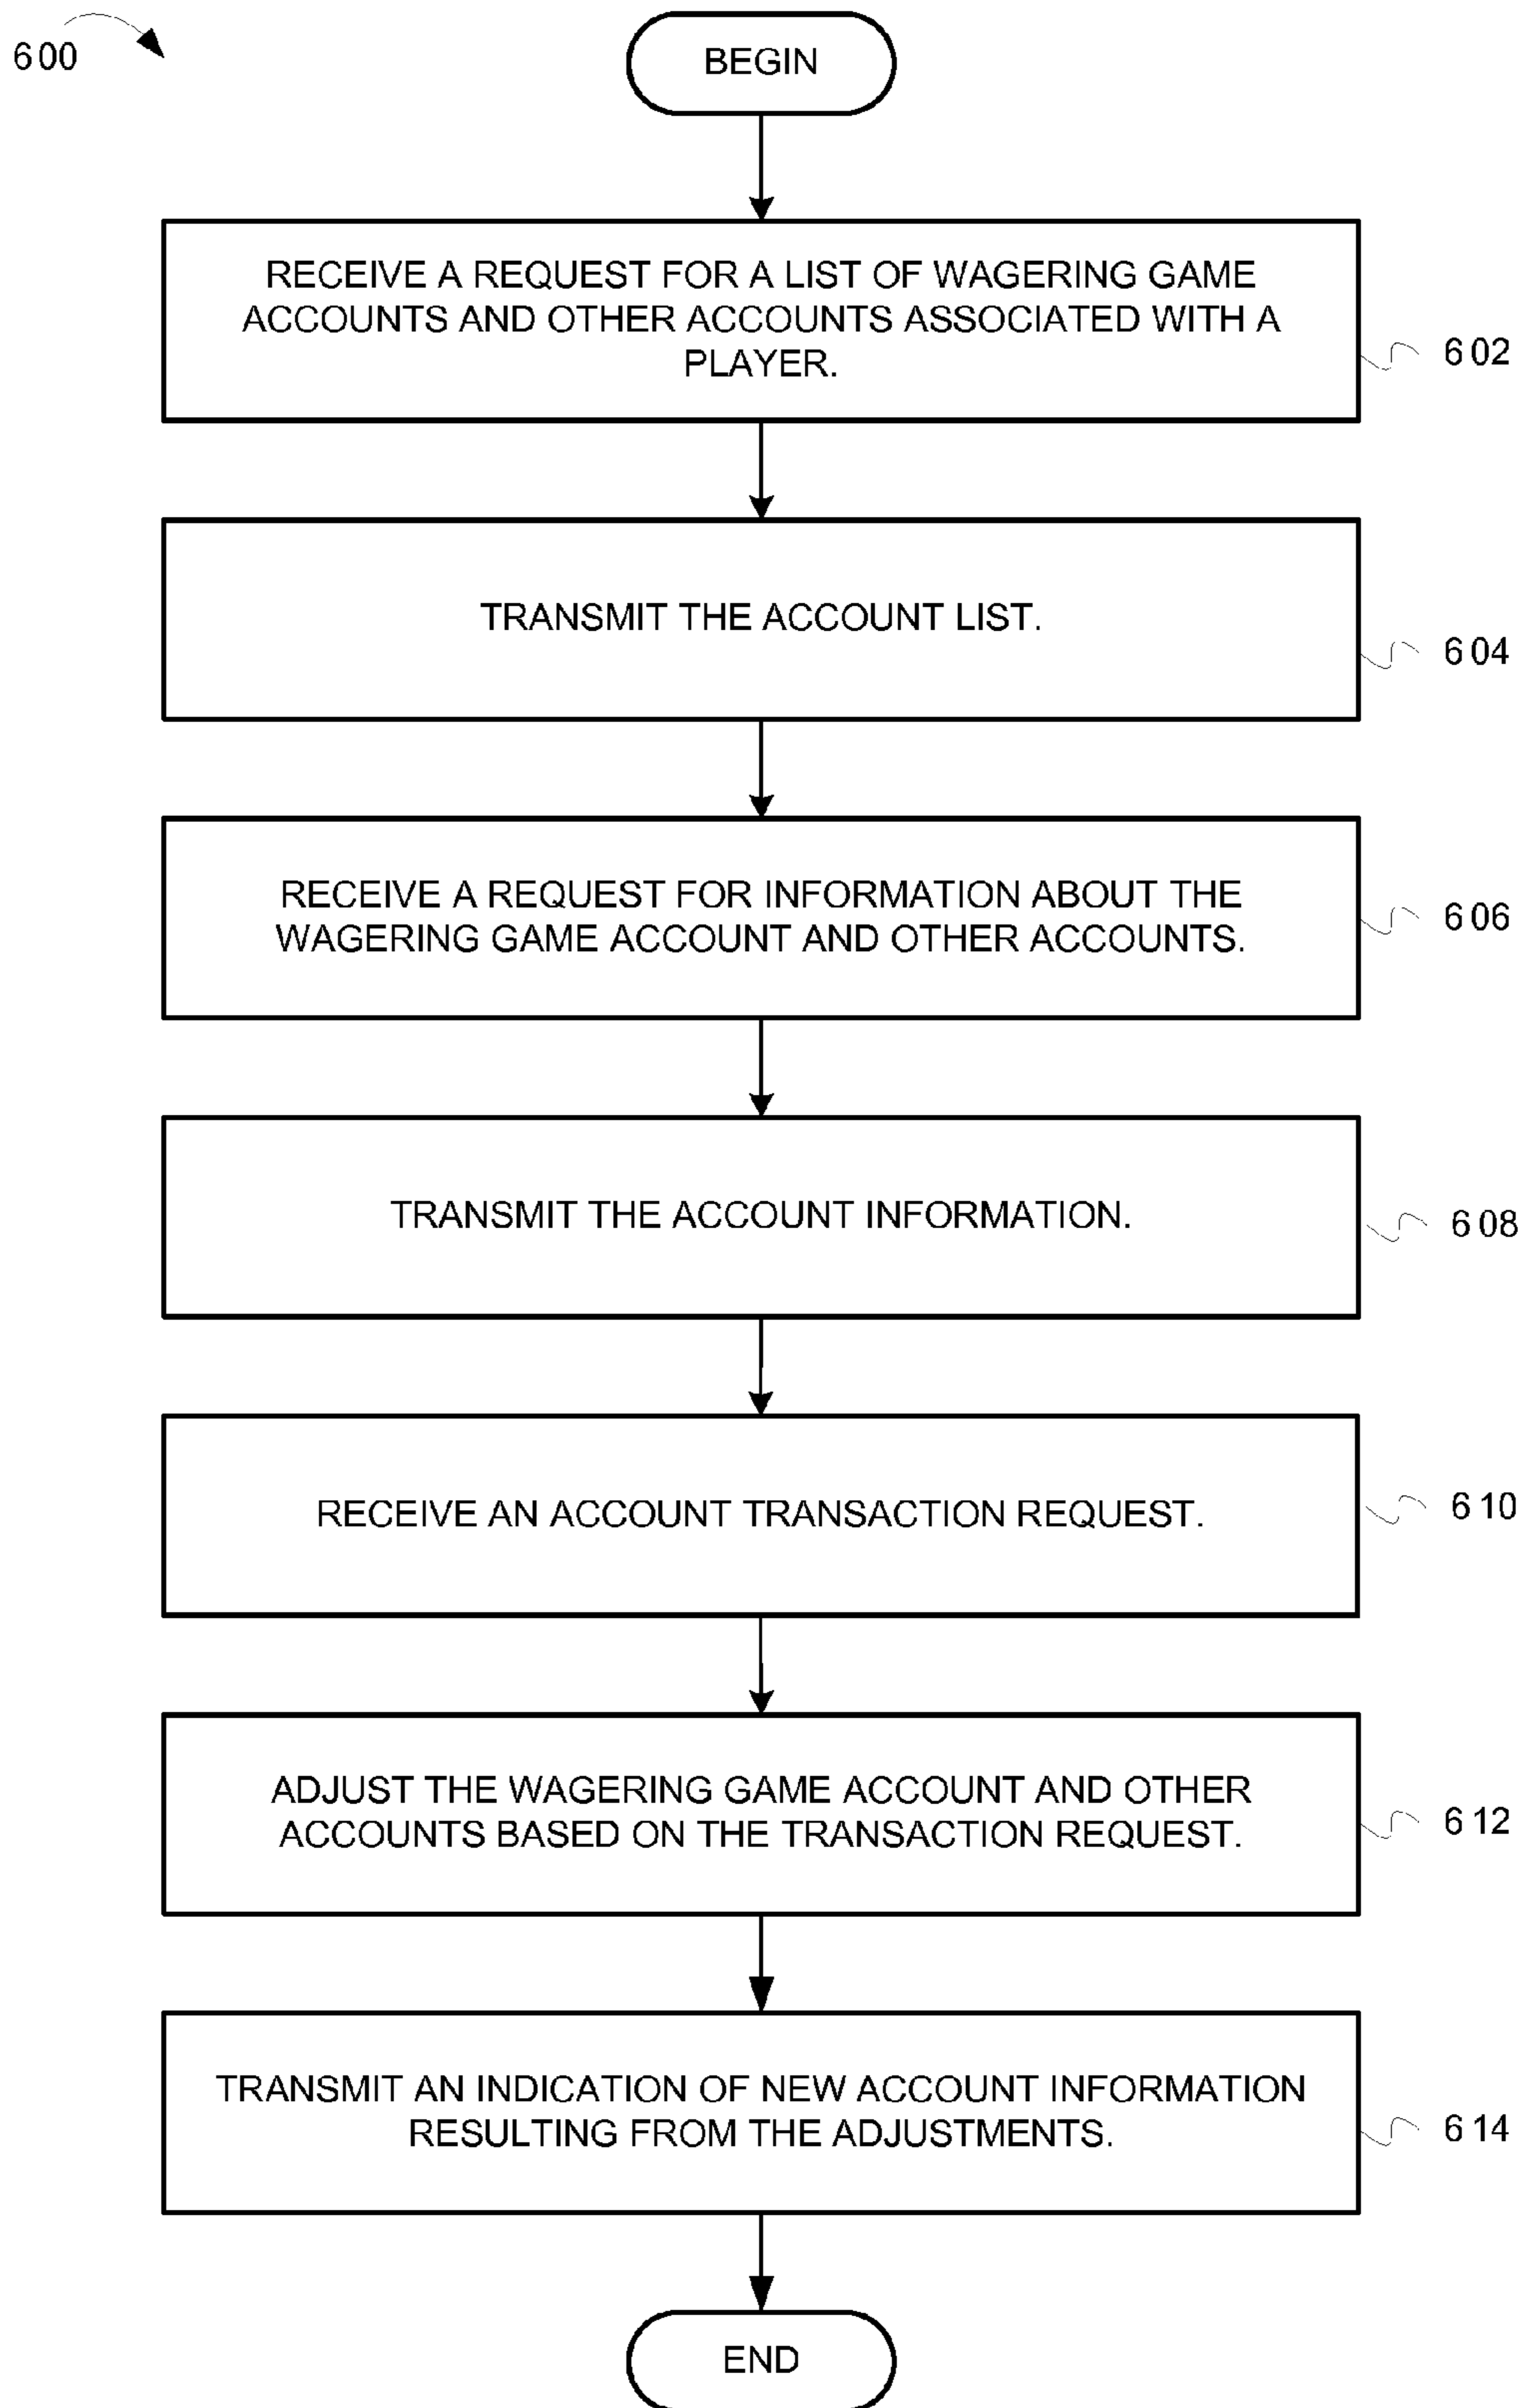 600
BEGIN
RECEIVE A REQUEST FOR A LIST OF WAGERING GAME
ACCOUNTS AND OTHER ACCOUNTS ASSOCIATED WITH A
PLAYER.
602
TRANSMIT THE ACCOUNT LIST.
604
RECEIVE A REQUEST FOR INFORMATION ABOUT THE
WAGERING GAME ACCOUNT AND OTHER ACCOUNTS.
606
TRANSMIT THE ACCOUNT INFORMATION.
608
RECEIVE AN ACCOUNT TRANSACTION REQUEST.
610
ADJUST THE WAGERING GAME ACCOUNT AND OTHER
ACCOUNTS BASED ON THE TRANSACTION REQUEST.
612
TRANSMIT AN INDICATION OF NEW ACCOUNT INFORMATION
RESULTING FROM THE ADJUSTMENTS.
614
END